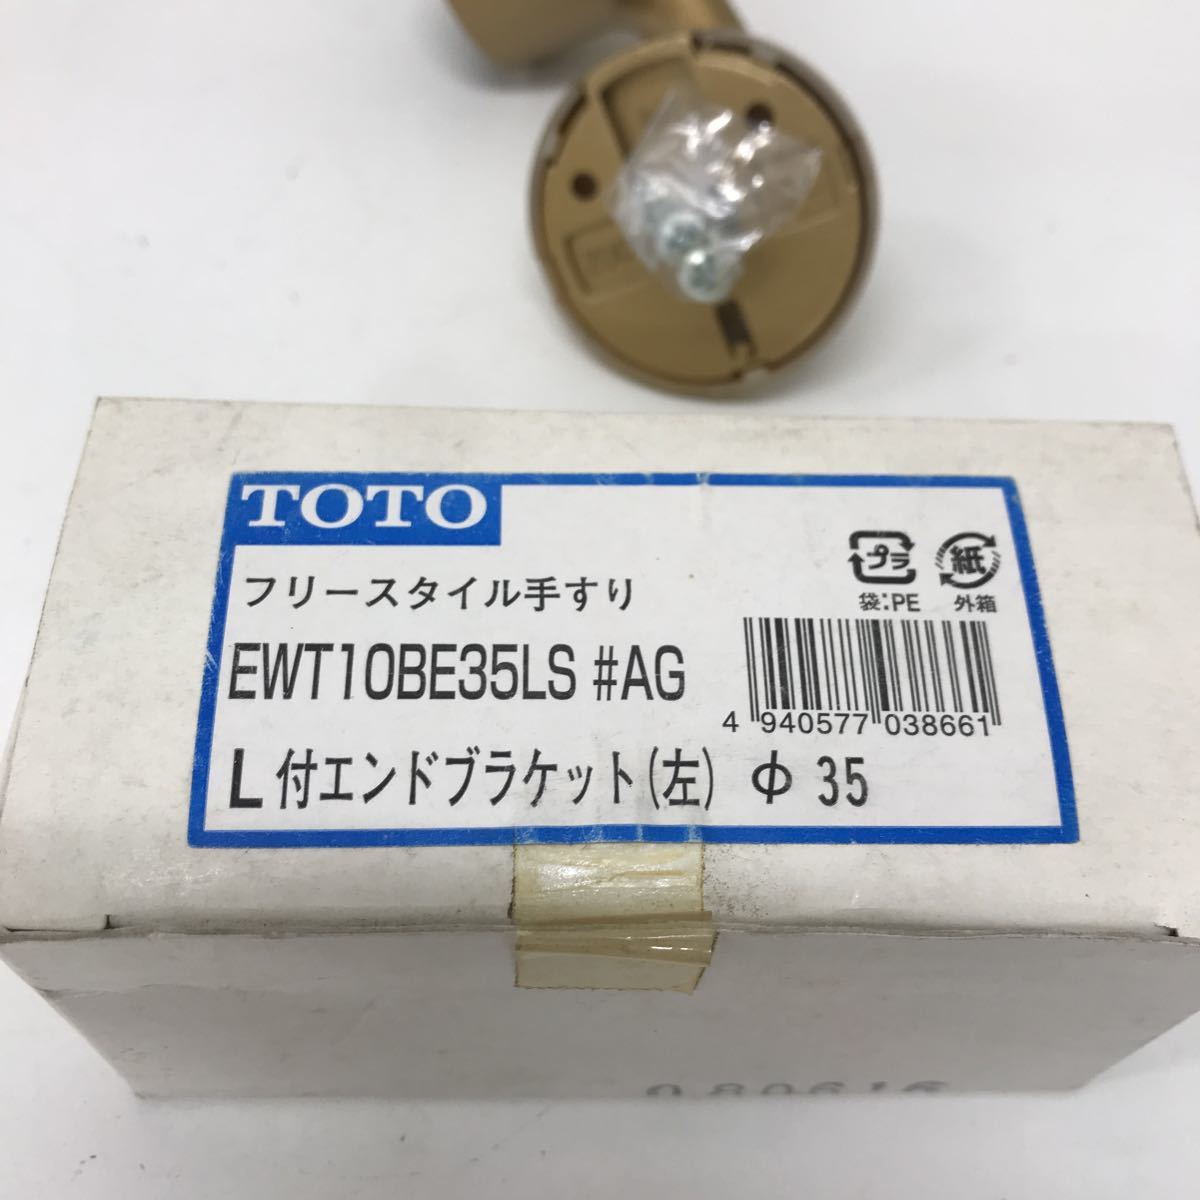 TOTO
プラ 紙
袋:PE 外箱
フリースタイル手すり
EWT10BE35LS #AG
4 940577 038661
L付エンドブラケット(左) Φ 35